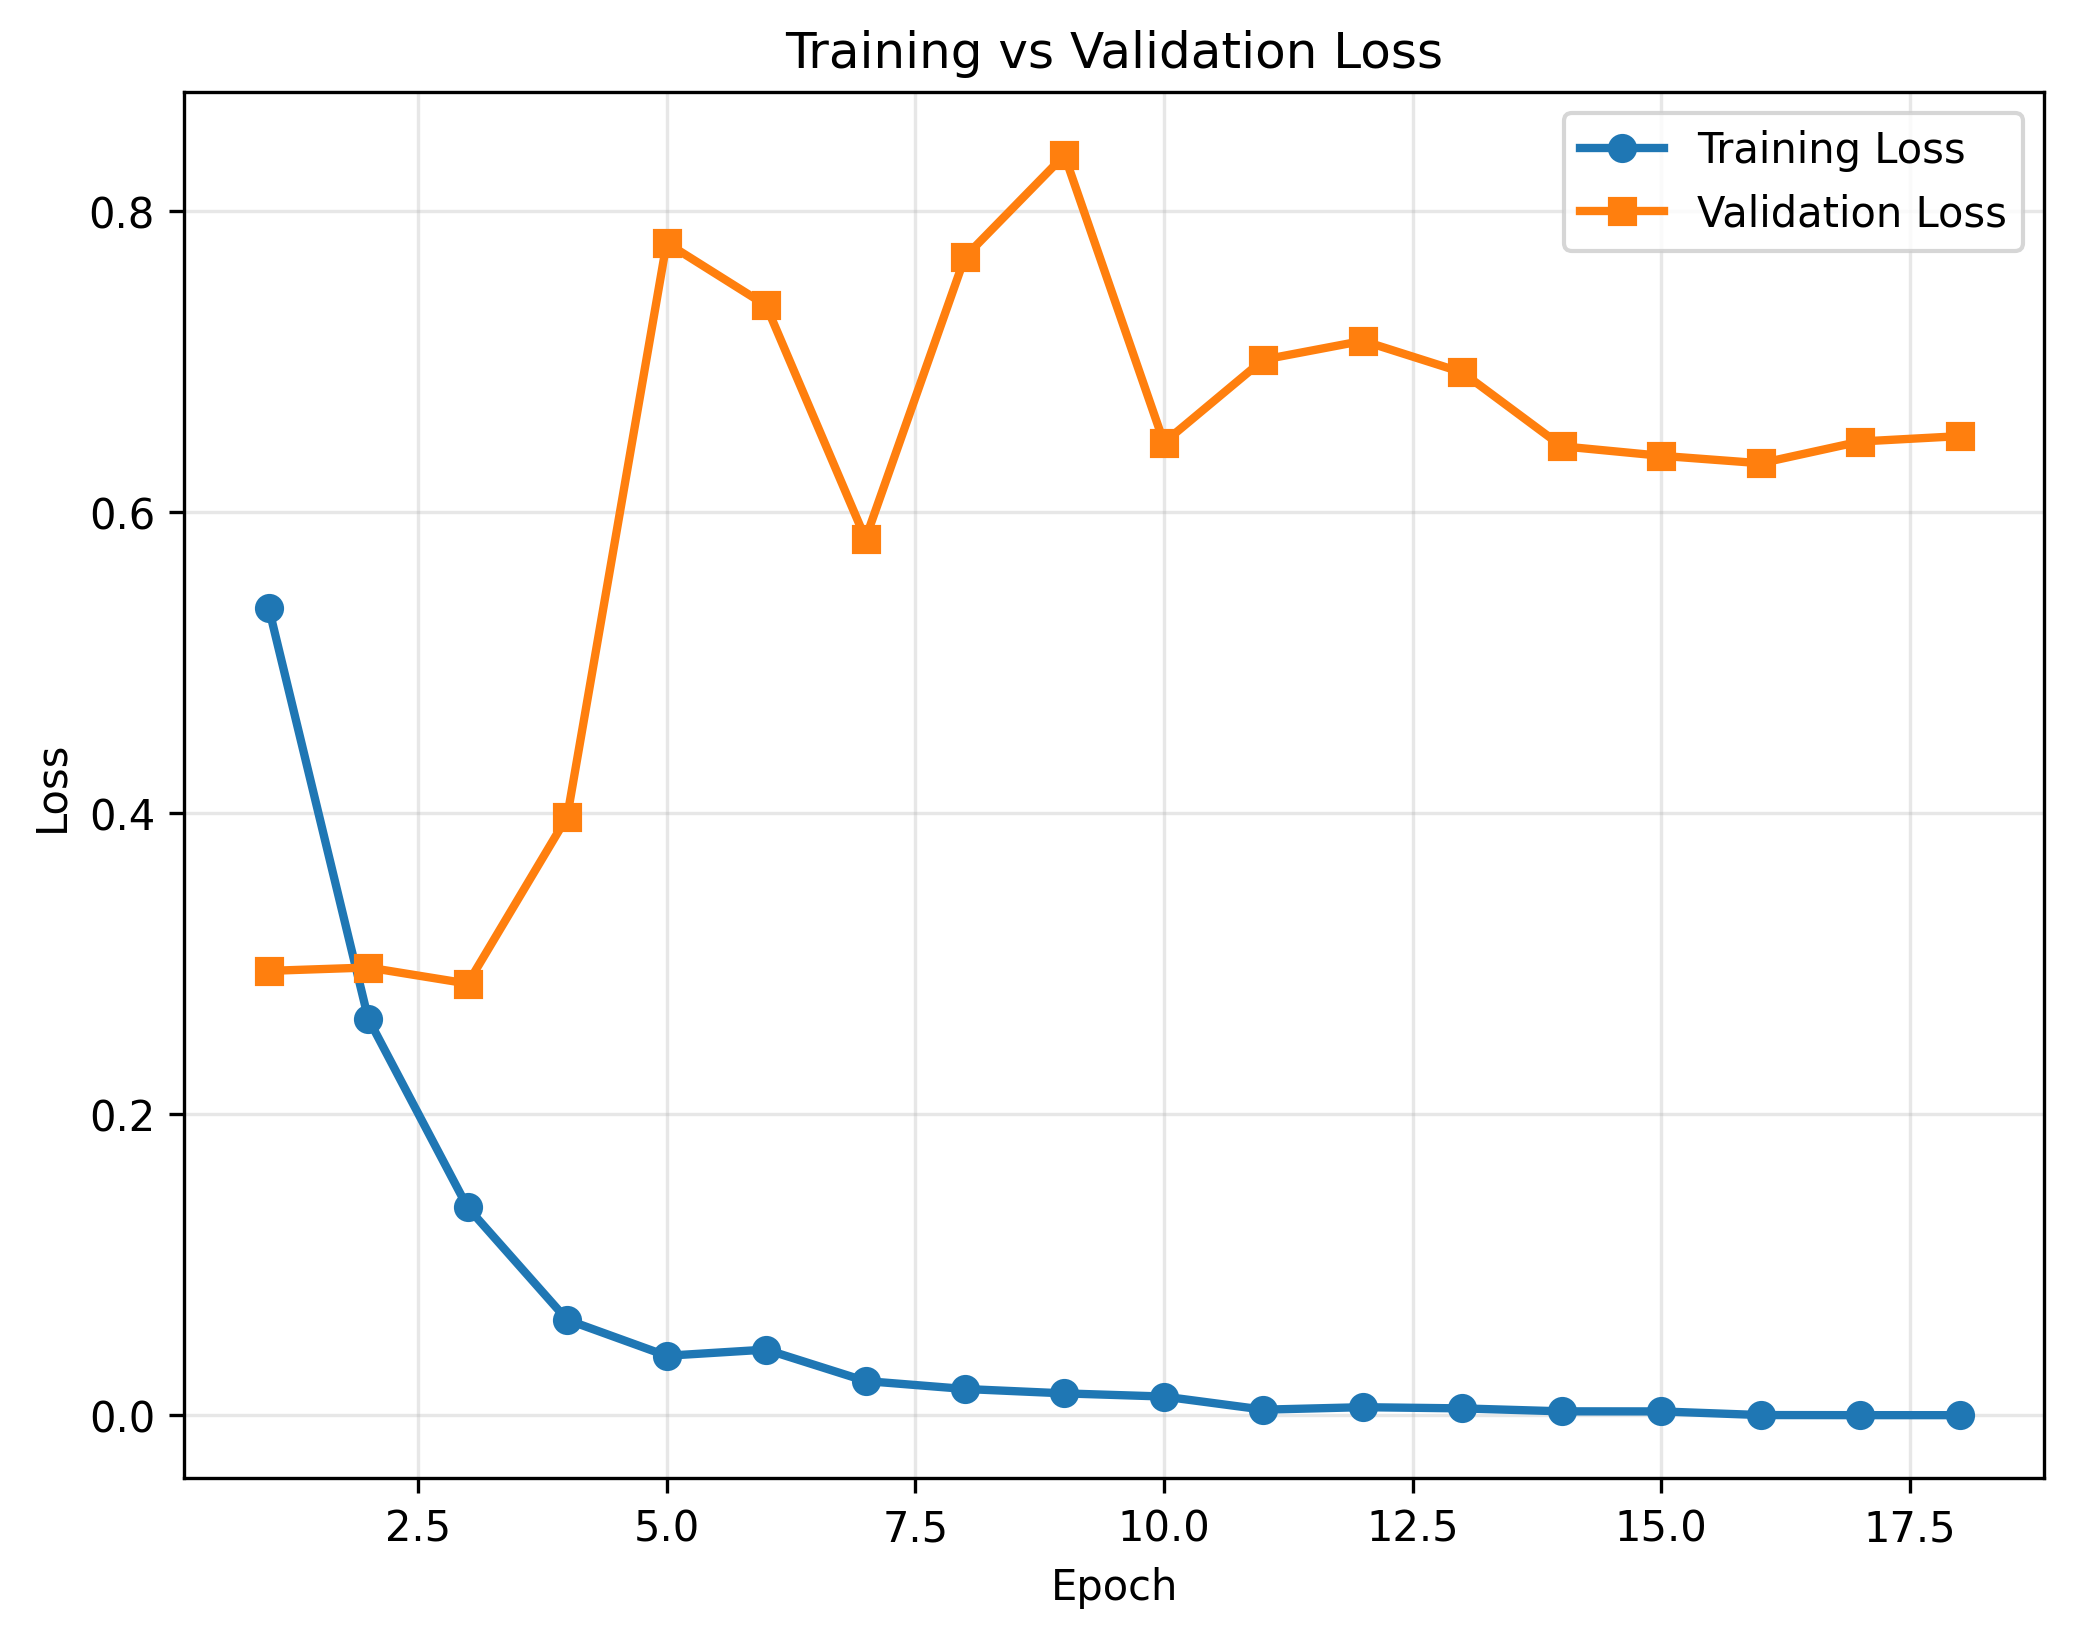 Training vs Validation Loss
Training Loss
Validation Loss
0.8
0.6
0.4
0.2
0.0
Loss
2.5 5.0 7.5 10.0 12.5 15.0 17.5
Epoch